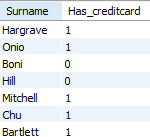 Surname Has_creditcard
Hargrave 1
Onio 1
Boni 0
Hill 0
Mitchell 1
Chu 1
Bartlett 1